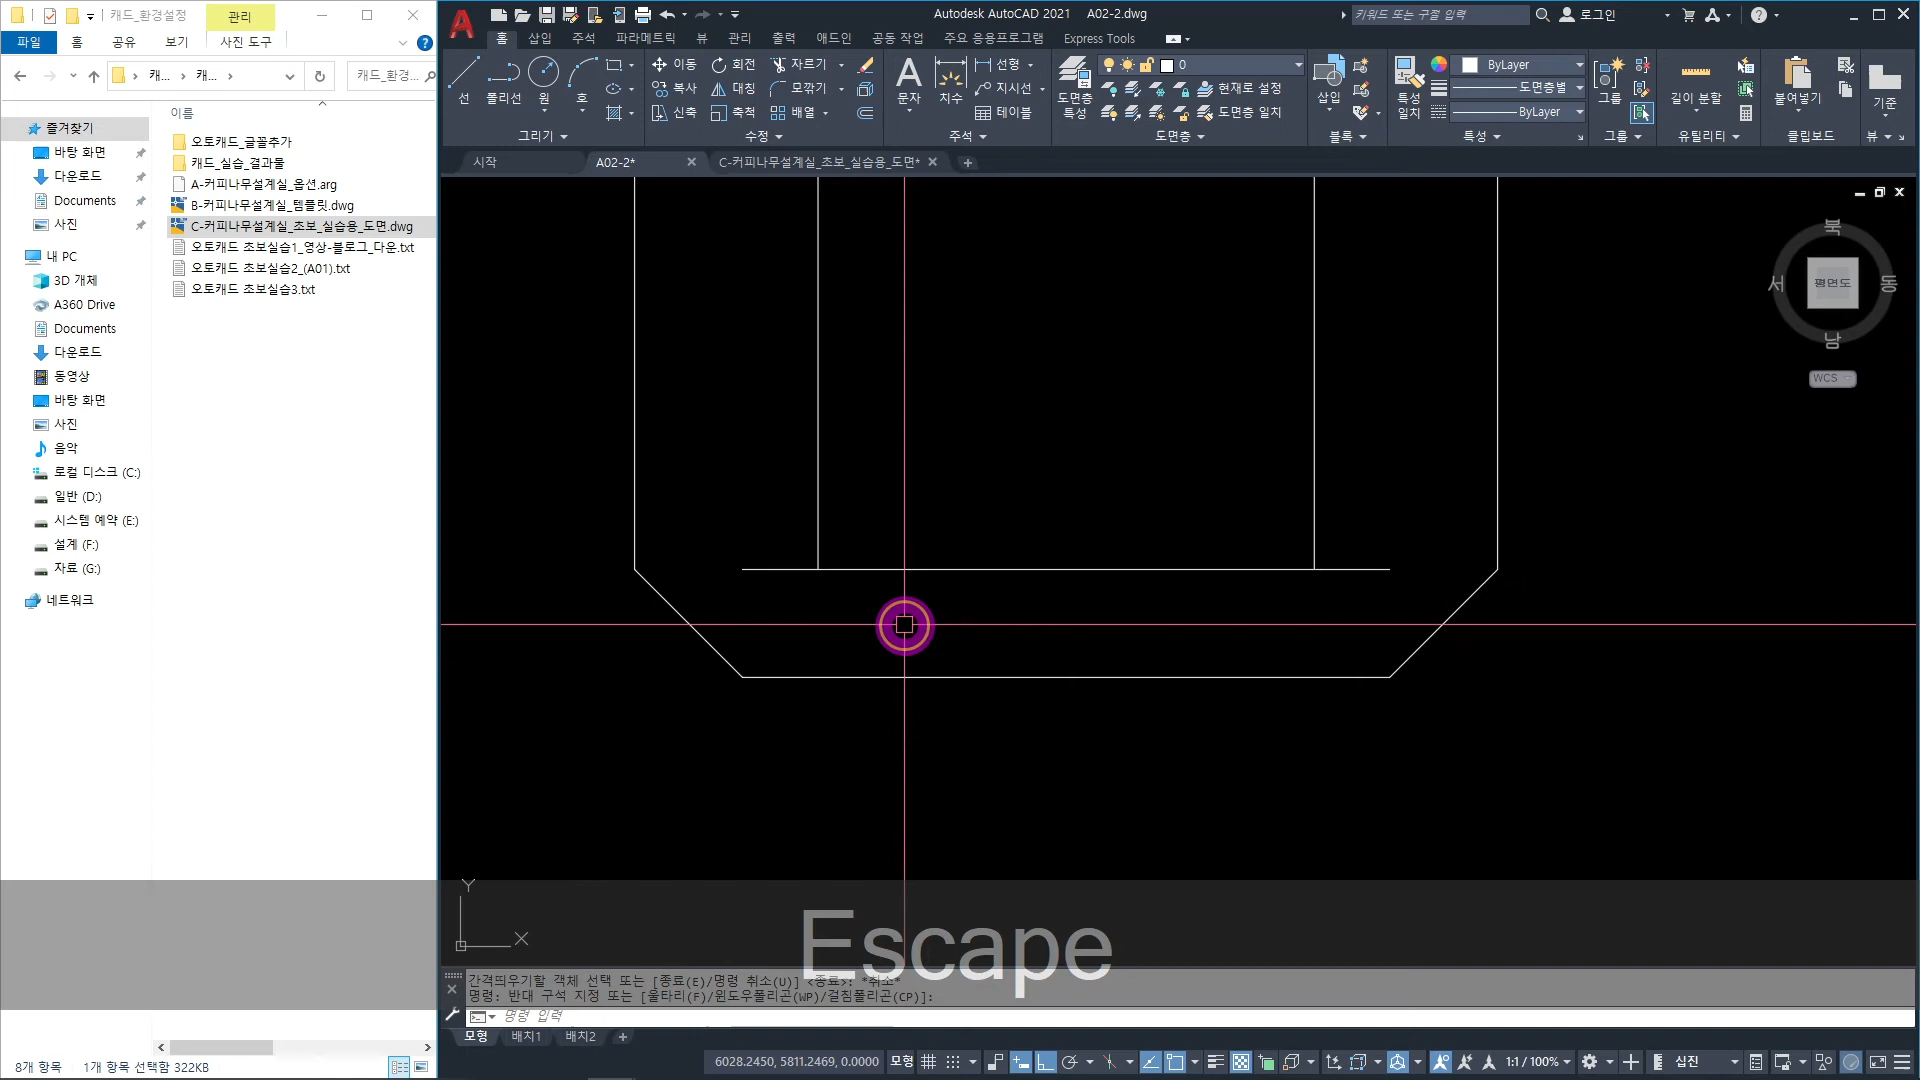 캐드_환경설정 관리
파일 홈 공유 보기 사진 도구
캐... 캐... 캐드_환경...
이름
즐겨찾기
바탕 화면
다운로드
Documents
사진
내 PC
3D 개체
A360 Drive
Documents
다운로드
동영상
바탕 화면
사진
음악
로컬 디스크 (C:)
일반 (D:)
시스템 예약 (E:)
설계 (F:)
자료 (G:)
네트워크
오토캐드_글꼴추가
캐드_실습_결과물
A-커피나무설계실_옵션.arg
B-커피나무설계실_템플릿.dwg
C-커피나무설계실_초보_실습용_도면.dwg
오토캐드 초보실습1_영상-블로그_다운.txt
오토캐드 초보실습2_(A01).txt
오토캐드 초보실습3.txt
8개 항목 1개 항목 선택함 322KB
Autodesk AutoCAD 2021 A02-2.dwg 키워드 또는 구절 입력 로그인
홈 삽입 주석 파라메트릭 뷰 관리 출력 애드인 공동 작업 주요 응용프로그램 Express Tools
선 폴리선 원 호
이동 회전 자르기
복사 대칭 모깎기
신축 축척 배열
문자 치수
선형
지시선
테이블
도면층 특성
0
현재로 설정
도면층 일치
삽입
특성 일치
ByLayer
도면층별
ByLayer
그룹 길이 분할 붙여넣기 기준
그리기 수정 주석 도면층 블록 특성 그룹 유틸리티 클립보드 뷰
시작 A02-2* C-커피나무설계실_초보_실습용_도면*
북
서 평면도 동
남
WCS
Y
X
Escape
간격띄우기할 객체 선택 또는 [종료(E)/명령 취소(U)] <종료>: *취소*
명령: 반대 구석 지정 또는 [울타리(F)/윈도우폴리곤(WP)/걸침폴리곤(CP)]:
명령 입력
모형 배치1 배치2
6028.2450, 5811.2469, 0.0000 모형 1:1 / 100% 십진